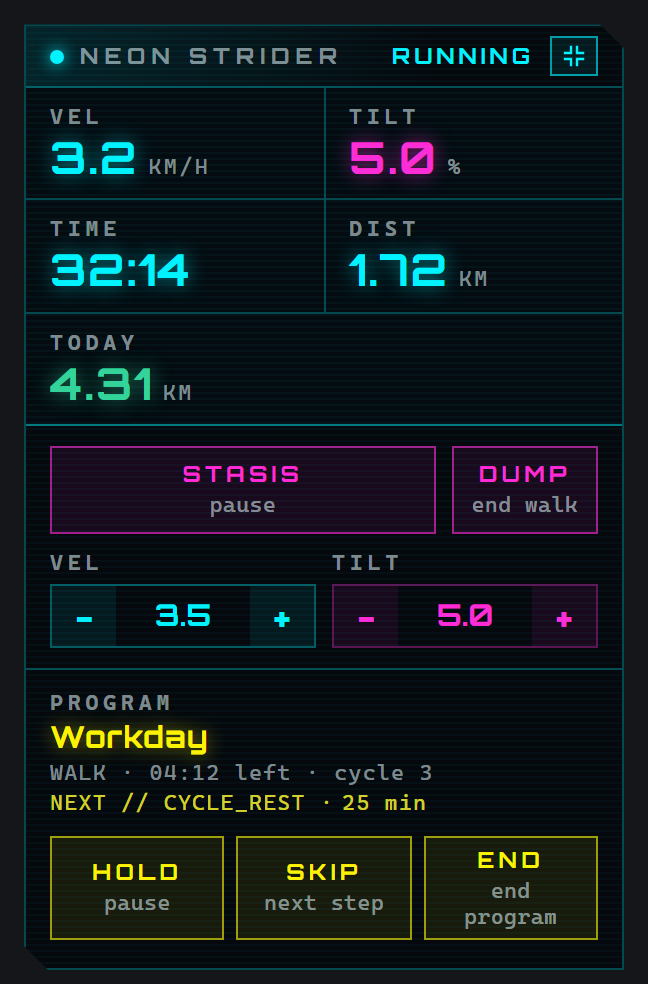 NEON STRIDER RUNNING
VEL TILT
3.2 KM/H 5.0 %
TIME DIST
32:14 1.72 KM
TODAY
4.31 KM
STASIS DUMP
pause end walk
VEL TILT
− 3.5 + − 5.0 +
PROGRAM
Workday
WALK · 04:12 left · cycle 3
NEXT // CYCLE_REST · 25 min
HOLD SKIP END
pause next step end
program